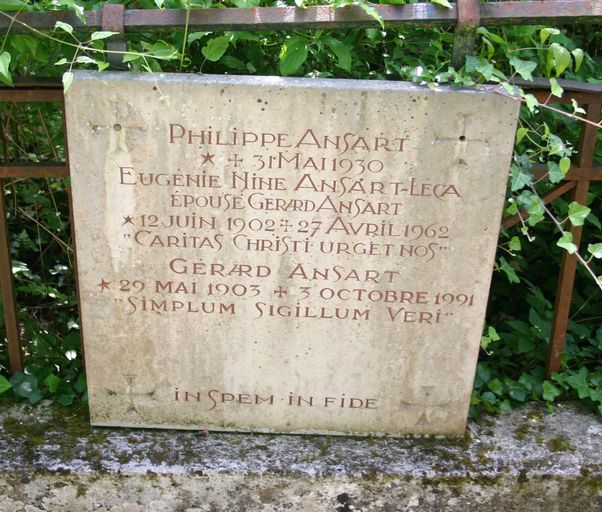 PHILIPPE ANSART
★ + 31 MAI 1930
EUGÉNIE NINE ANSART-LECA
ÉPOUSE GÉRARD ANSART
★ 12 JUIN 1902 + 27 AVRIL 1962
"CARITAS CHRISTI URGET NOS"
GÉRARD ANSART
★ 29 MAI 1903 + 3 OCTOBRE 1991
"SIMPLUM SIGILLUM VERI"
IN SPEM · IN FIDE